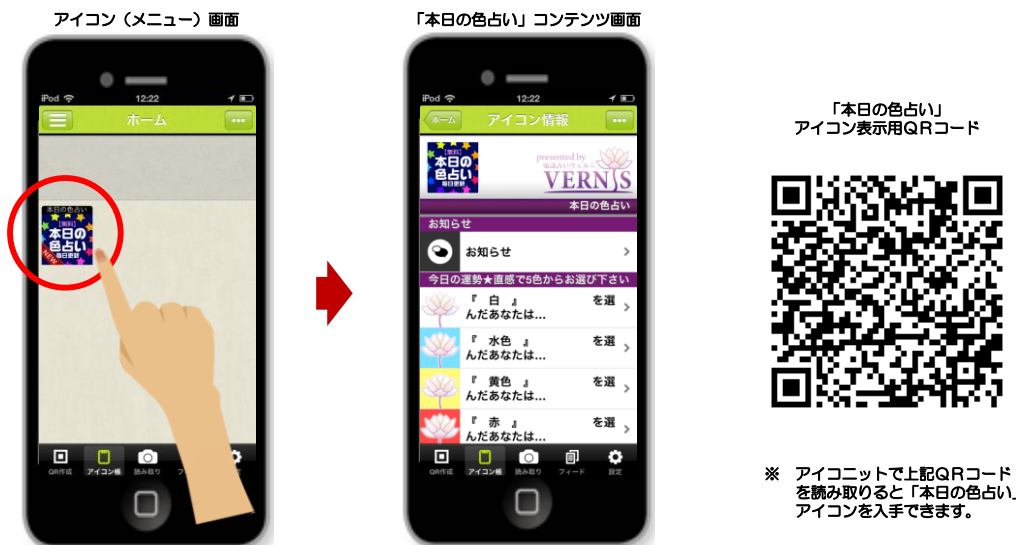 アイコン（メニュー）画面
iPod
12:22
ホーム
本日の色占い
【無料】
本日の
色占い
毎日更新
NEW
QR作成
アイコン帳
読み取り
「本日の色占い」コンテンツ画面
iPod
12:22
ホーム
アイコン情報
【無料】
本日の
色占い
毎日更新
presented by
電話占いヴェルニ
VERNIS
本日の色占い
お知らせ
お知らせ
今日の運勢★直感で5色からお選び下さい
『　白　』　を選
んだあなたは...
『　水色　』　を選
んだあなたは...
『　黄色　』　を選
んだあなたは...
『　赤　』　を選
んだあなたは...
QR作成
アイコン帳
読み取り
フィード
設定
「本日の色占い」
アイコン表示用ＱＲコード
※　アイコニットで上記ＱＲコード
を読み取りると「本日の色占い」
アイコンを入手できます。